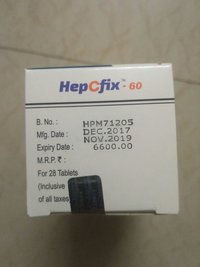 HepCfix™ - 60
B. No. : HPM71205
Mfg. Date : DEC.2017
Expiry Date : NOV.2019
M.R.P ₹ : 6600.00
For 28 Tablets
(Inclusive
of all taxes)